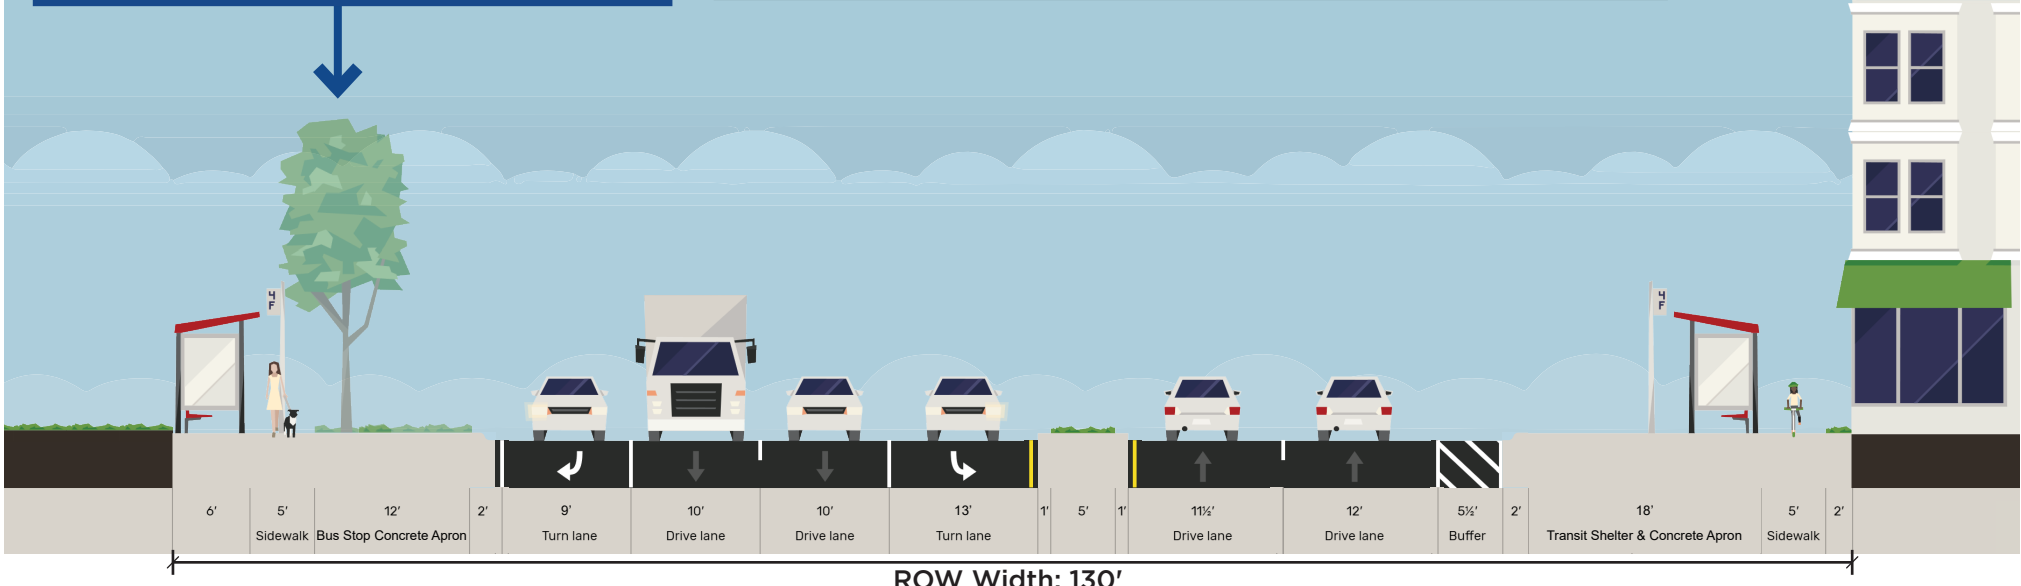 4
F
4
F
6' 5' 12' 2' 9' 10' 10' 13' 1' 5' 1' 11½' 12' 5½' 2' 18' 5' 2'
Sidewalk Bus Stop Concrete Apron Turn lane Drive lane Drive lane Turn lane Drive lane Drive lane Buffer Transit Shelter & Concrete Apron Sidewalk
ROW Width: 130'